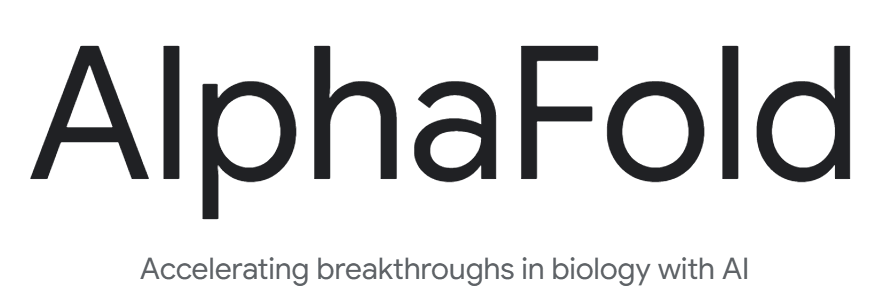 AlphaFold
Accelerating breakthroughs in biology with AI